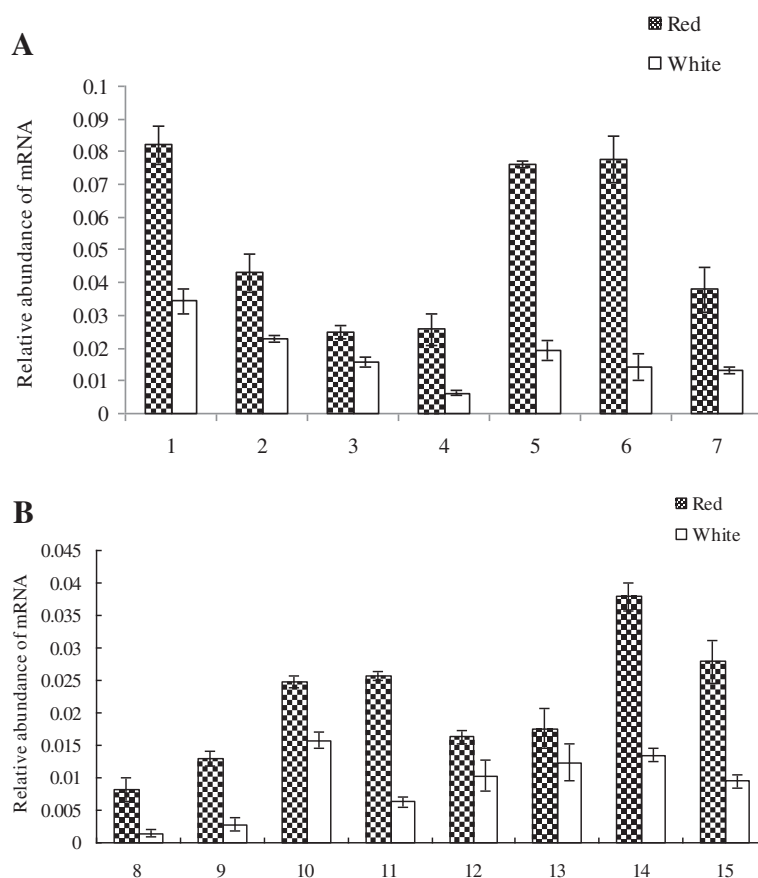 A
Red
White
Relative abundance of mRNA
0.1
0.09
0.08
0.07
0.06
0.05
0.04
0.03
0.02
0.01
0
1 2 3 4 5 6 7
B
Red
White
Relative abundance of mRNA
0.045
0.04
0.035
0.03
0.025
0.02
0.015
0.01
0.005
0
8 9 10 11 12 13 14 15